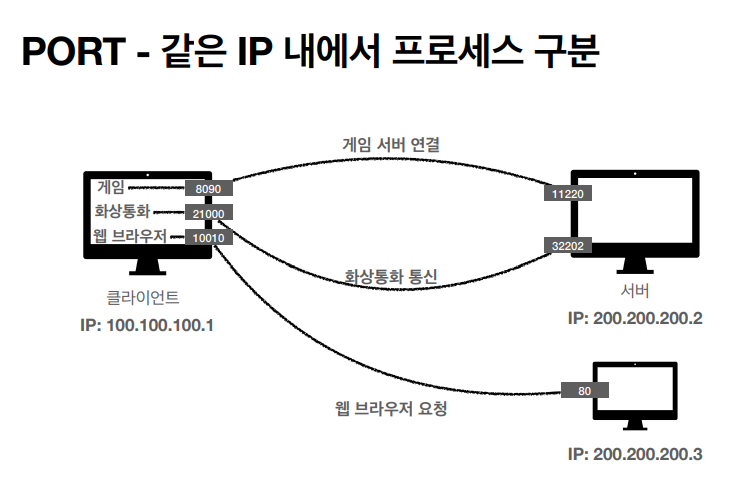 PORT - 같은 IP 내에서 프로세스 구분
게임 서버 연결
게임
8090
화상통화
21000
웹 브라우저
10010
11220
32202
화상통화 통신
클라이언트
IP: 100.100.100.1
서버
IP: 200.200.200.2
80
웹 브라우저 요청
IP: 200.200.200.3